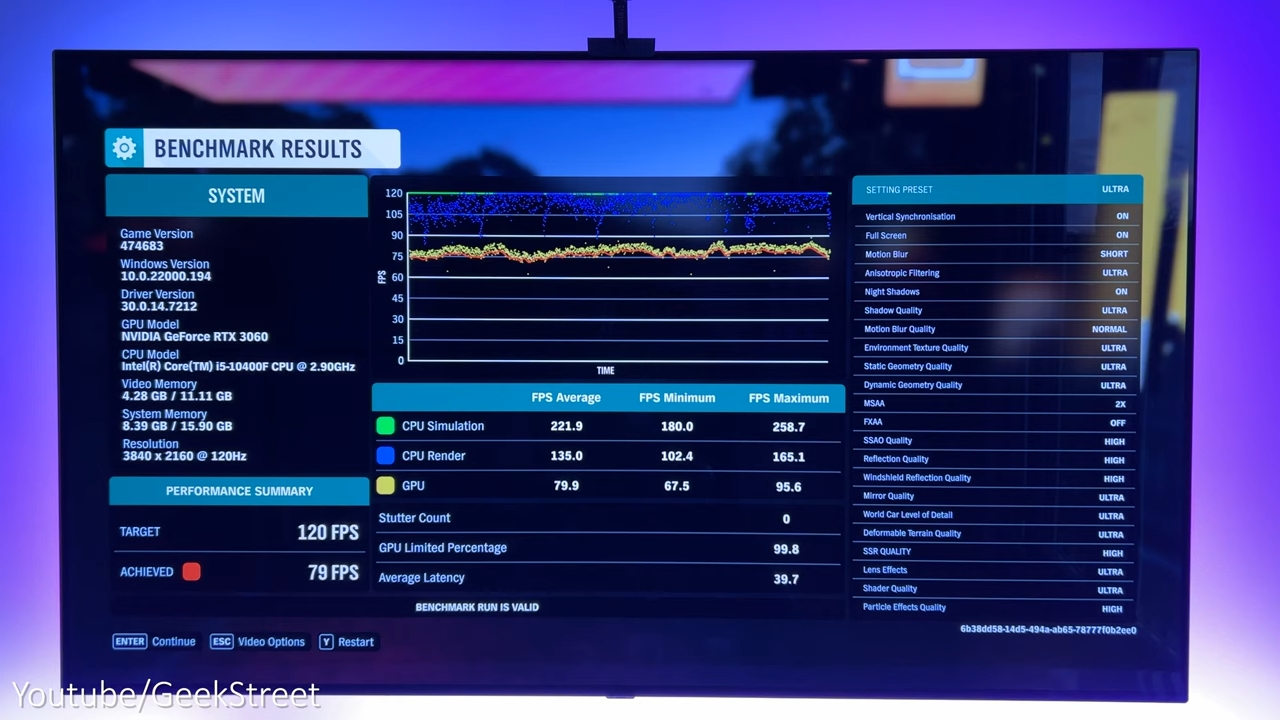 BENCHMARK RESULTS
SYSTEM
Game Version
474683
Windows Version
10.0.22000.194
Driver Version
30.0.14.7212
GPU Model
NVIDIA GeForce RTX 3060
CPU Model
Intel(R) Core(TM) i5-10400F CPU @ 2.90GHz
Video Memory
4.28 GB / 11.11 GB
System Memory
8.39 GB / 15.90 GB
Resolution
3840 x 2160 @ 120Hz
PERFORMANCE SUMMARY
TARGET 120 FPS
ACHIEVED 79 FPS
120
105
90
75
60
45
30
15
0
FPS
TIME
FPS Average FPS Minimum FPS Maximum
CPU Simulation 221.9 180.0 258.7
CPU Render 135.0 102.4 165.1
GPU 79.9 67.5 95.6
Stutter Count 0
GPU Limited Percentage 99.8
Average Latency 39.7
BENCHMARK RUN IS VALID
SETTING PRESET ULTRA
Vertical Synchronisation ON
Full Screen ON
Motion Blur SHORT
Anisotropic Filtering ULTRA
Night Shadows ON
Shadow Quality ULTRA
Motion Blur Quality NORMAL
Environment Texture Quality ULTRA
Static Geometry Quality ULTRA
Dynamic Geometry Quality ULTRA
MSAA 2X
FXAA OFF
SSAO Quality HIGH
Reflection Quality HIGH
Windshield Reflection Quality HIGH
Mirror Quality ULTRA
World Car Level of Detail ULTRA
Deformable Terrain Quality ULTRA
SSR QUALITY HIGH
Lens Effects ULTRA
Shader Quality ULTRA
Particle Effects Quality HIGH
6b38dd58-14d5-494a-ab65-78777f0b2ee0
ENTER Continue ESC Video Options Y Restart
Youtube/GeekStreet